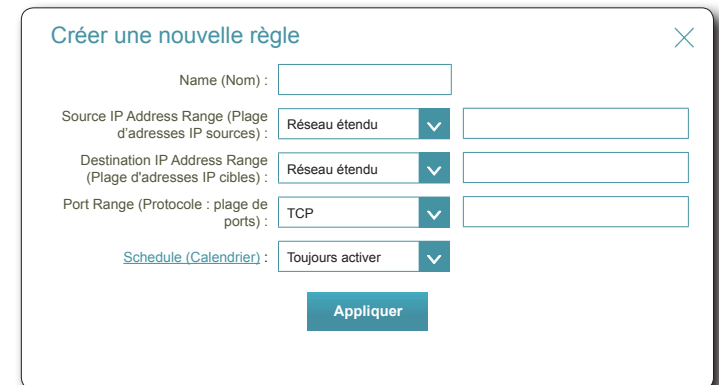 Créer une nouvelle règle
Name (Nom) :
Source IP Address Range (Plage
d'adresses IP sources) :
Réseau étendu
Destination IP Address Range
(Plage d'adresses IP cibles) :
Réseau étendu
Port Range (Protocole : plage de
ports) :
TCP
Schedule (Calendrier) :
Toujours activer
Appliquer